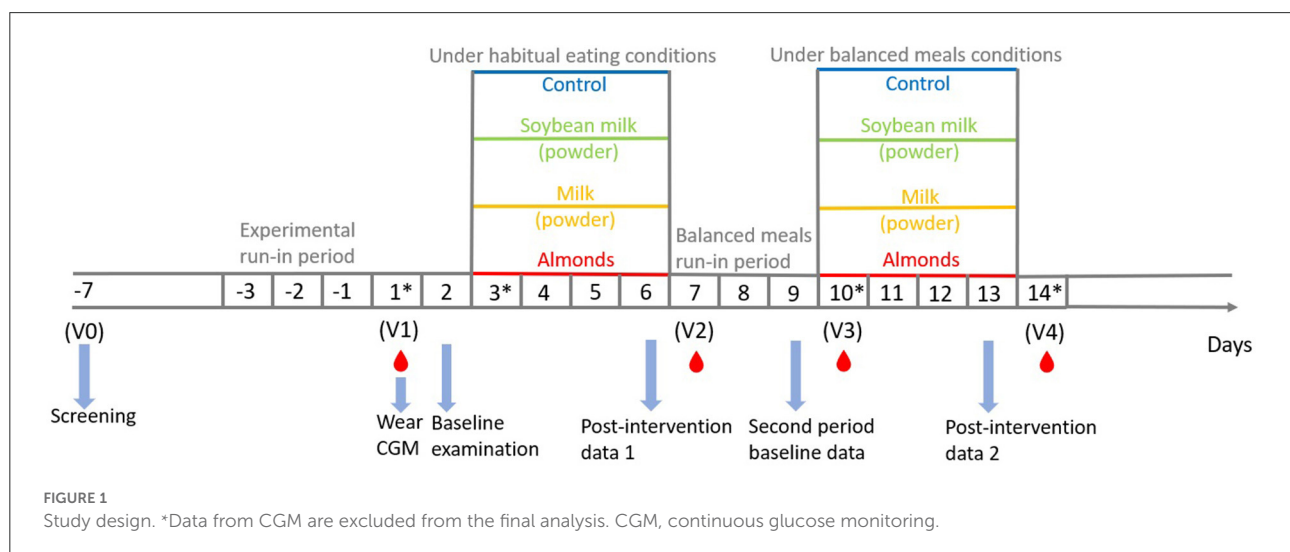 Under habitual eating conditions
Under balanced meals conditions
Control
Control
Soybean milk
(powder)
Soybean milk
(powder)
Milk
(powder)
Milk
(powder)
Experimental
run-in period
Almonds
Balanced meals
run-in period
Almonds
-7 -3 -2 -1 1* 2 3* 4 5 6 7 8 9 10* 11 12 13 14*
(V0) (V1) (V2) (V3) (V4) Days
Screening
Wear
CGM
Baseline
examination
Post-intervention
data 1
Second period
baseline data
Post-intervention
data 2
FIGURE 1
Study design. *Data from CGM are excluded from the final analysis. CGM, continuous glucose monitoring.